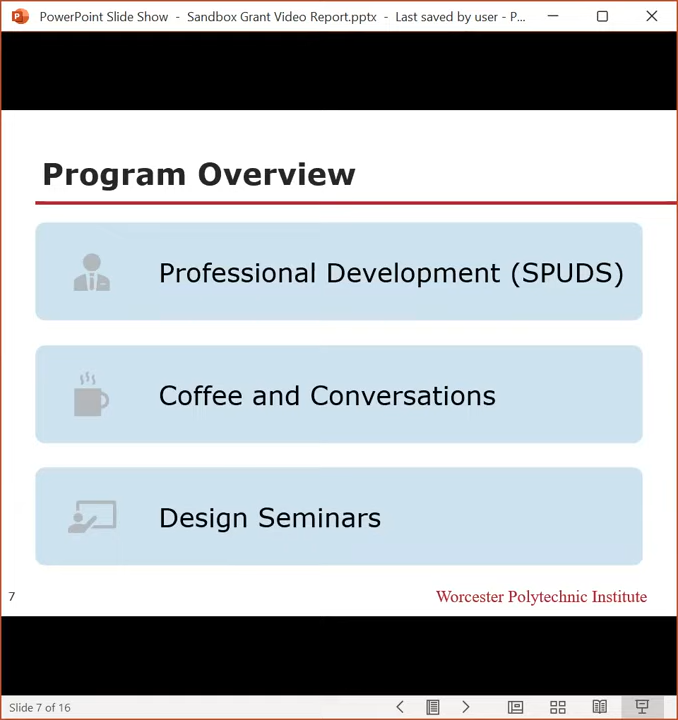 PowerPoint Slide Show - Sandbox Grant Video Report.pptx - Last saved by user - P...
Program Overview
Professional Development (SPUDS)
Coffee and Conversations
Design Seminars
7
Worcester Polytechnic Institute
Slide 7 of 16